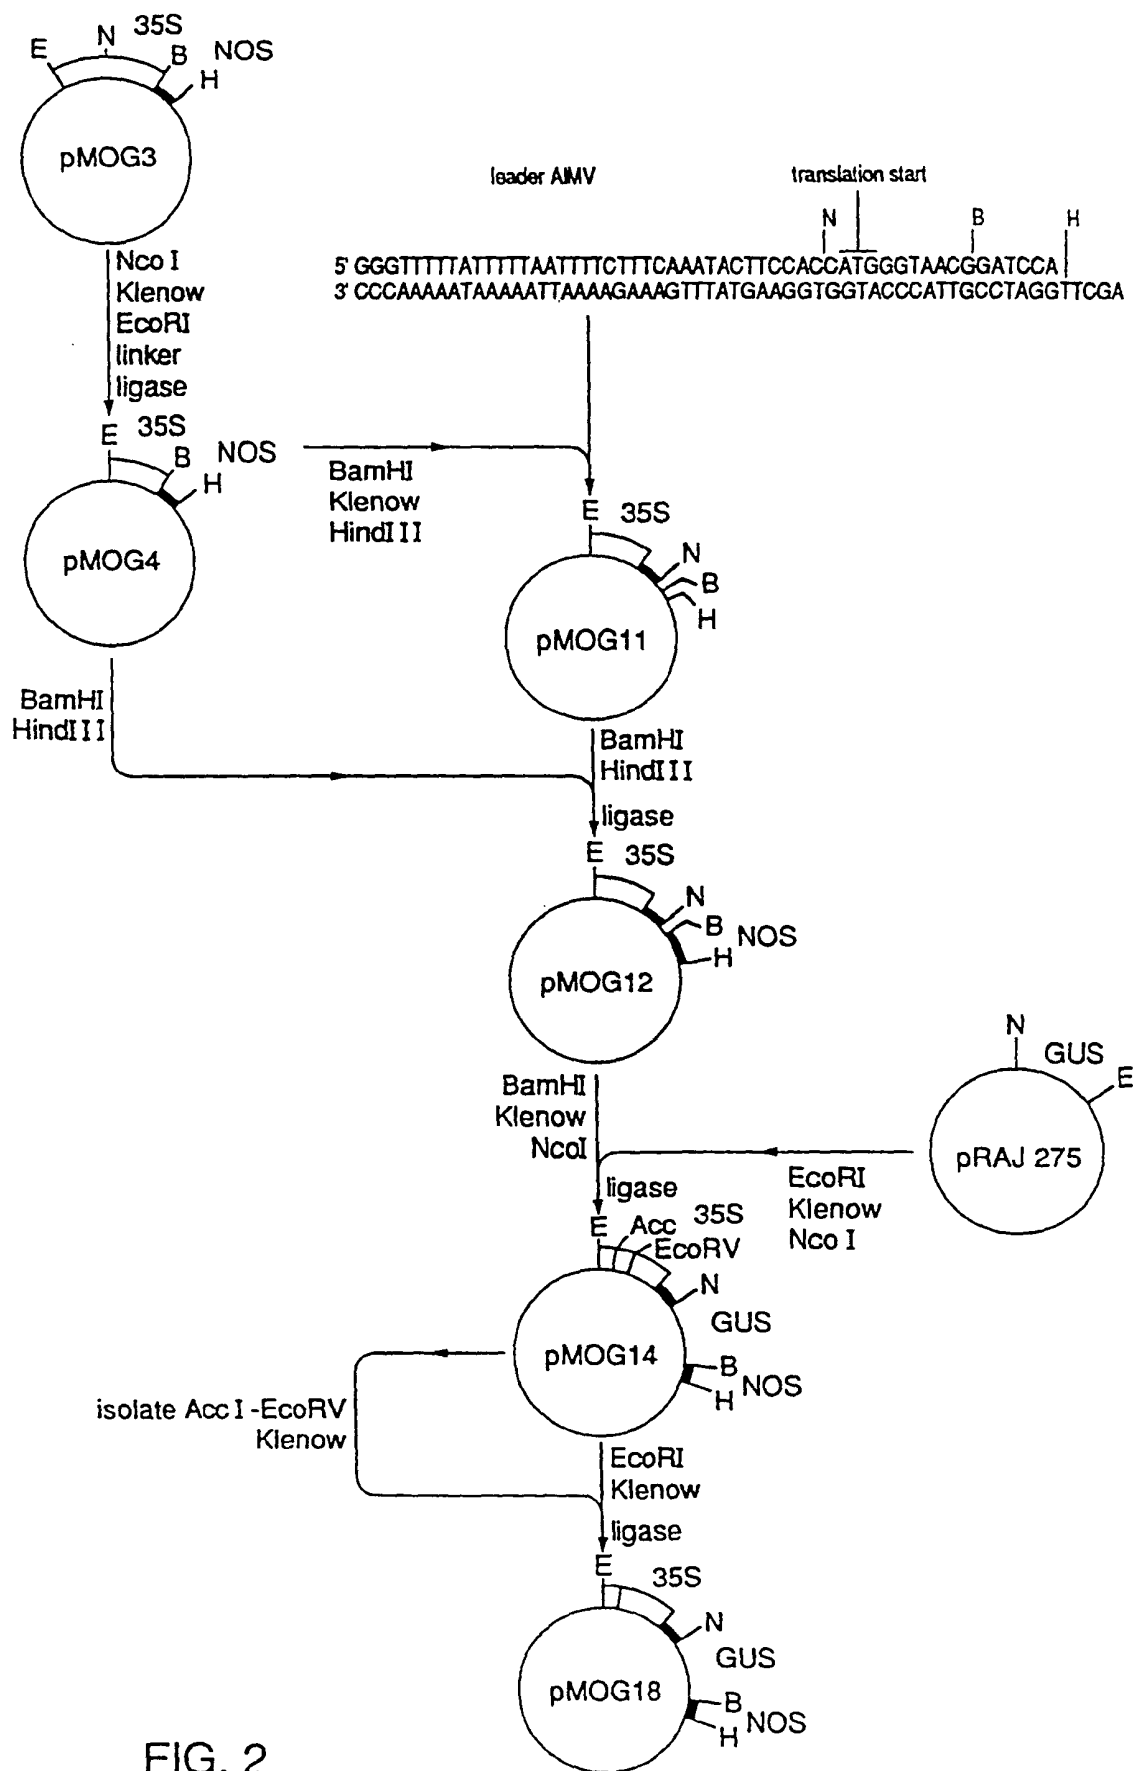 35S
E N B NOS
H
pMOG3
leader AlMV
translation start
N B H
5' GGGTTTTTATTTTTAATTTTCTTTCAAATACTTCCACCATGGGTAACGGATCCA
3' CCCAAAAATAAAAATTAAAAGAAAGTTTATGAAGGTGGTACCCATTGCCTAGGTTCGA
Nco I
Klenow
EcoRI
linker
ligase
E 35S
B NOS
H
pMOG4
BamHI
Klenow
HindIII
E 35S
N
B
H
pMOG11
BamHI
HindIII
BamHI
HindIII
ligase
E 35S
N
B NOS
H
pMOG12
N
GUS
E
pRAJ 275
BamHI
Klenow
NcoI
EcoRI
Klenow
Nco I
ligase
E Acc 35S
EcoRV
N
GUS
pMOG14
B
H NOS
isolate Acc I -EcoRV
Klenow
EcoRI
Klenow
ligase
E 35S
N
GUS
pMOG18
B
H NOS
FIG. 2